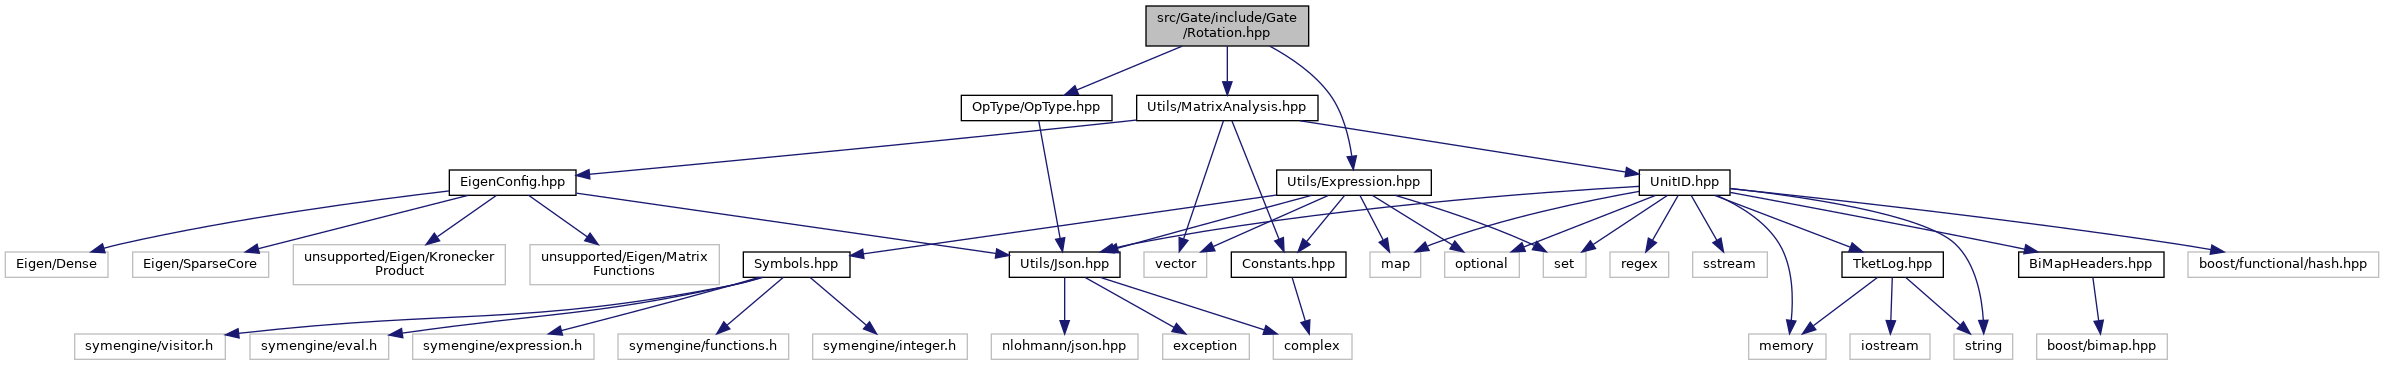 src/Gate/include/Gate
/Rotation.hpp
OpType/OpType.hpp
Utils/MatrixAnalysis.hpp
EigenConfig.hpp
Utils/Expression.hpp
UnitID.hpp
Eigen/Dense
Eigen/SparseCore
unsupported/Eigen/Kronecker
Product
unsupported/Eigen/Matrix
Functions
Symbols.hpp
Utils/Json.hpp
vector
Constants.hpp
map
optional
set
regex
sstream
TketLog.hpp
BiMapHeaders.hpp
boost/functional/hash.hpp
symengine/visitor.h
symengine/eval.h
symengine/expression.h
symengine/functions.h
symengine/integer.h
nlohmann/json.hpp
exception
complex
memory
iostream
string
boost/bimap.hpp